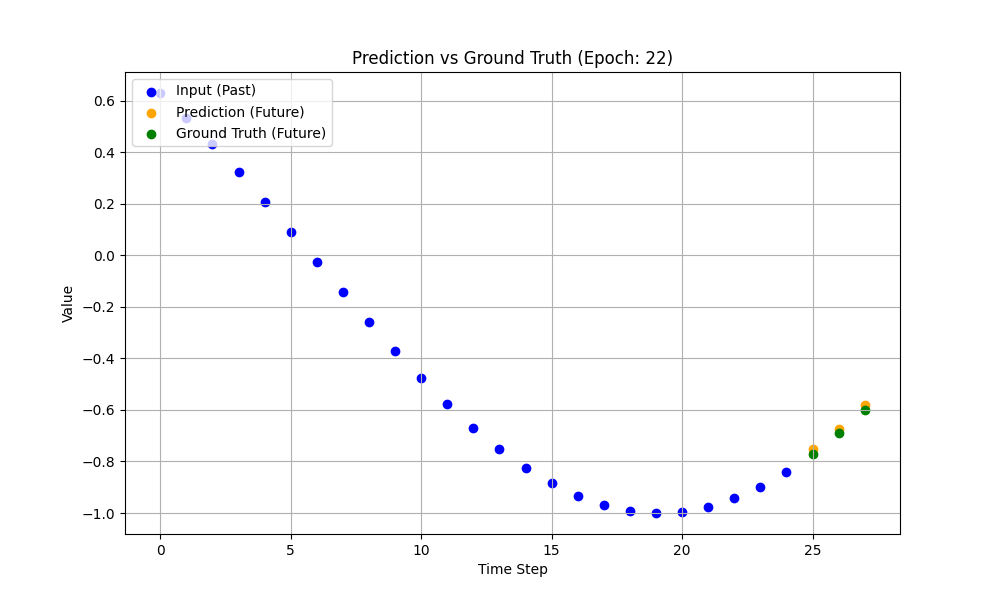 Prediction vs Ground Truth (Epoch: 22)
Input (Past)
Prediction (Future)
Ground Truth (Future)
0.6
0.4
0.2
0.0
−0.2
−0.4
−0.6
−0.8
−1.0
Value
0 5 10 15 20 25
Time Step